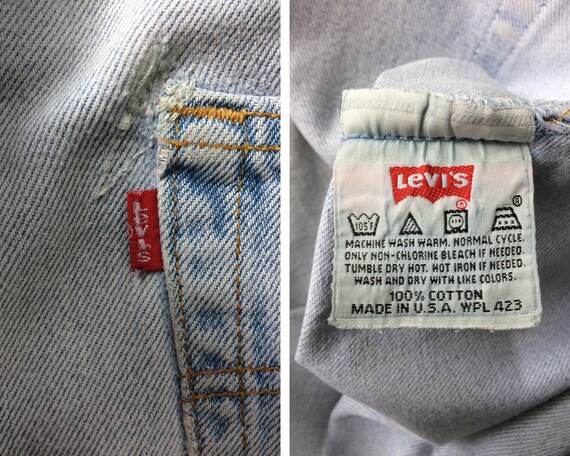 LEVI'S
LEVI'S
®
®
105F
MACHINE WASH WARM. NORMAL CYCLE.
ONLY NON-CHLORINE BLEACH IF NEEDED.
TUMBLE DRY HOT. HOT IRON IF NEEDED.
WASH AND DRY WITH LIKE COLORS.
100% COTTON
MADE IN U.S.A. WPL 423